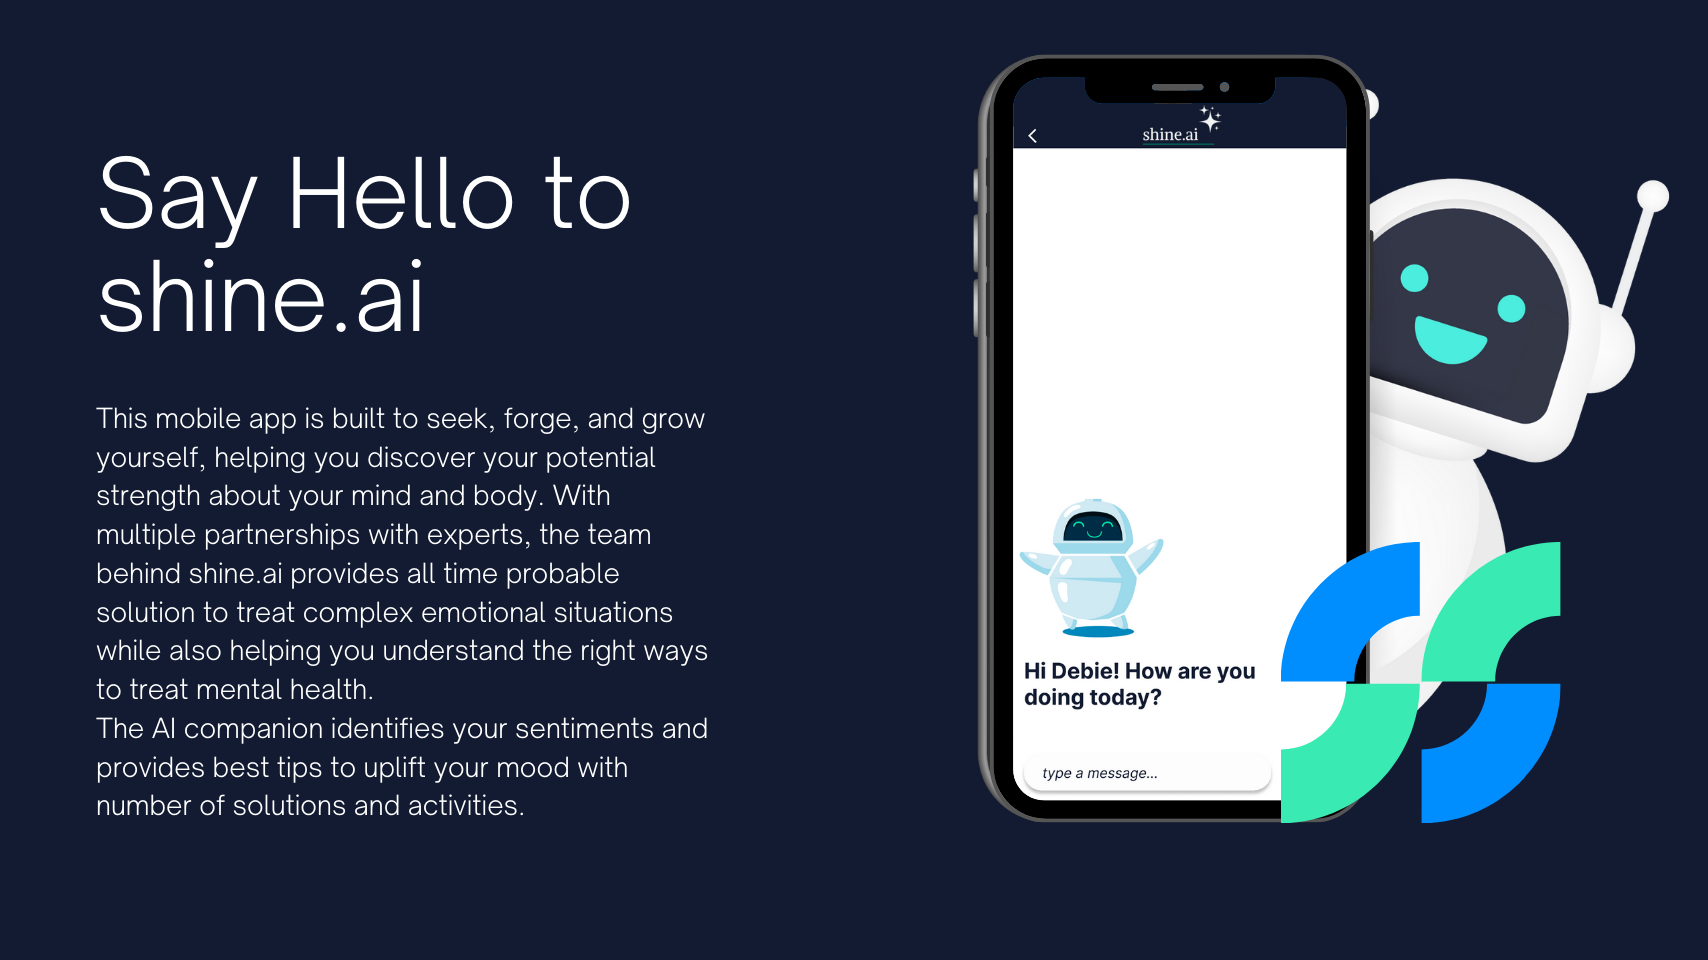 Say Hello to
shine.ai
This mobile app is built to seek, forge, and grow
yourself, helping you discover your potential
strength about your mind and body. With
multiple partnerships with experts, the team
behind shine.ai provides all time probable
solution to treat complex emotional situations
while also helping you understand the right ways
to treat mental health.
The AI companion identifies your sentiments and
provides best tips to uplift your mood with
number of solutions and activities.
shine.ai
Hi Debie! How are you
doing today?
type a message...